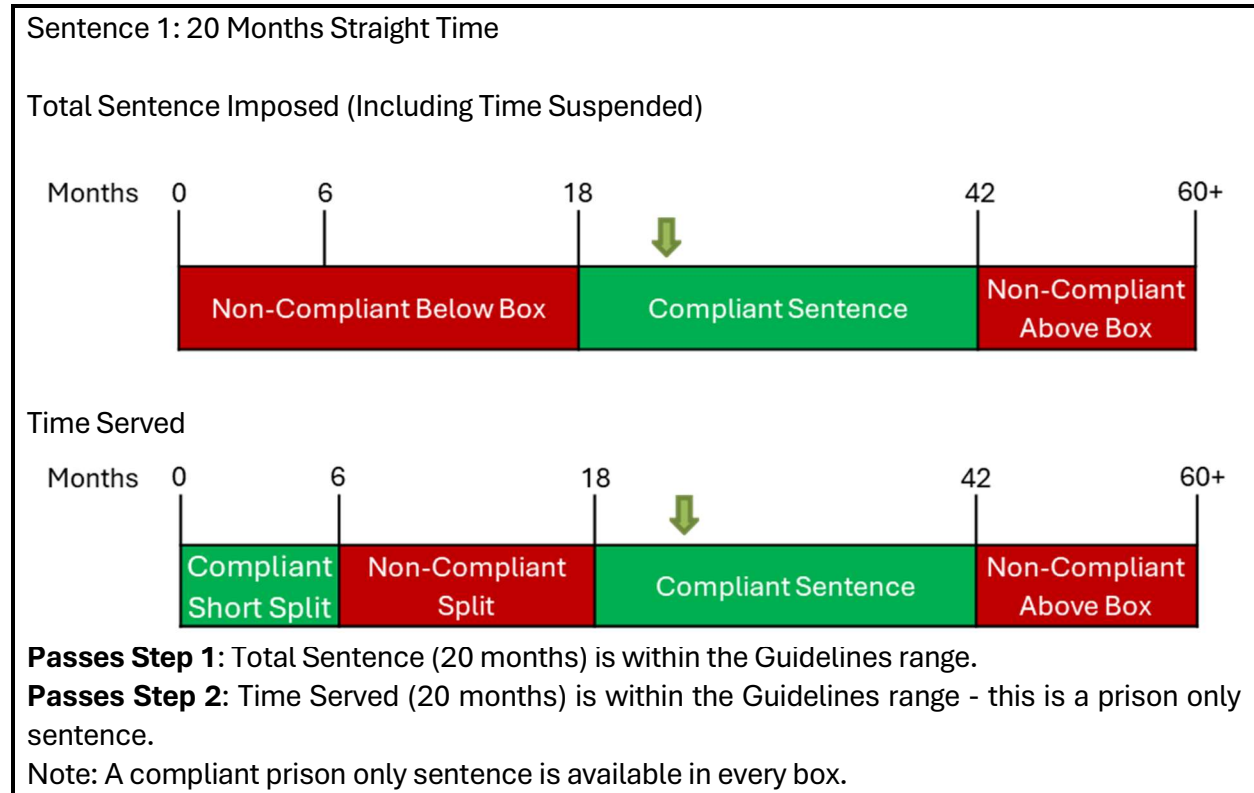 Sentence 1: 20 Months Straight Time
Total Sentence Imposed (Including Time Suspended)
Months 0 6 18 42 60+
Non-Compliant Below Box Compliant Sentence Non-Compliant
Above Box
Time Served
Months 0 6 18 42 60+
Compliant Non-Compliant Compliant Sentence Non-Compliant
Short Split Split Above Box
Passes Step 1: Total Sentence (20 months) is within the Guidelines range.
Passes Step 2: Time Served (20 months) is within the Guidelines range - this is a prison only
sentence.
Note: A compliant prison only sentence is available in every box.